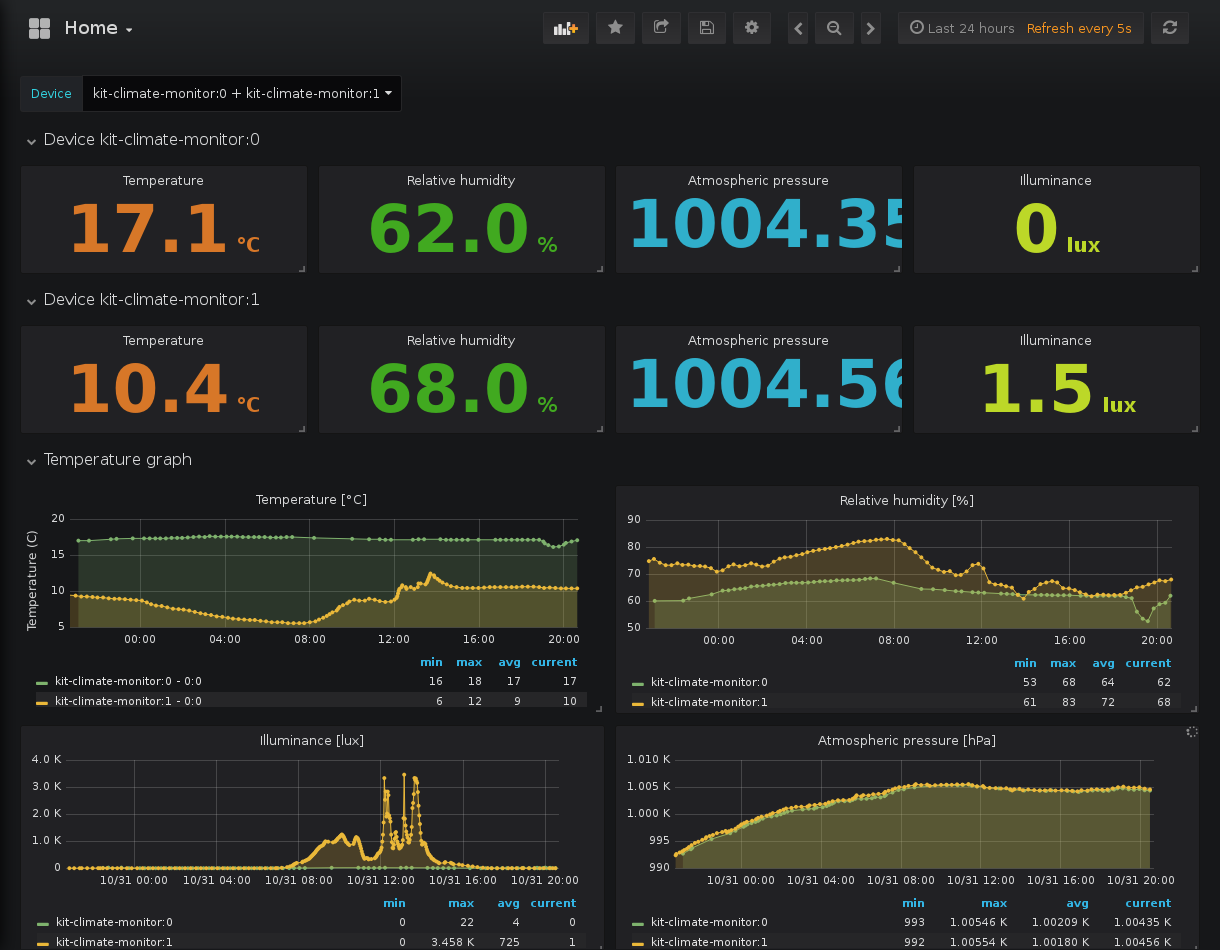 Home
Last 24 hours Refresh every 5s
Device kit-climate-monitor:0 + kit-climate-monitor:1
Device kit-climate-monitor:0
Temperature
17.1 °C
Relative humidity
62.0 %
Atmospheric pressure
1004.35
Illuminance
0 lux
Device kit-climate-monitor:1
Temperature
10.4 °C
Relative humidity
68.0 %
Atmospheric pressure
1004.56
Illuminance
1.5 lux
Temperature graph
Temperature [°C]
Temperature (C)
20
15
10
5
00:00 04:00 08:00 12:00 16:00 20:00
min max avg current
kit-climate-monitor:0 - 0:0 16 18 17 17
kit-climate-monitor:1 - 0:0 6 12 9 10
Relative humidity [%]
90
80
70
60
50
00:00 04:00 08:00 12:00 16:00 20:00
min max avg current
kit-climate-monitor:0 53 68 64 62
kit-climate-monitor:1 61 83 72 68
Illuminance [lux]
4.0 K
3.0 K
2.0 K
1.0 K
0
10/31 00:00 10/31 04:00 10/31 08:00 10/31 12:00 10/31 16:00 10/31 20:00
min max avg current
kit-climate-monitor:0 0 22 4 0
kit-climate-monitor:1 0 3.458 K 725 1
Atmospheric pressure [hPa]
1.010 K
1.005 K
1.000 K
995
990
10/31 00:00 10/31 04:00 10/31 08:00 10/31 12:00 10/31 16:00 10/31 20:00
min max avg current
kit-climate-monitor:0 993 1.00546 K 1.00209 K 1.00435 K
kit-climate-monitor:1 992 1.00554 K 1.00180 K 1.00456 K